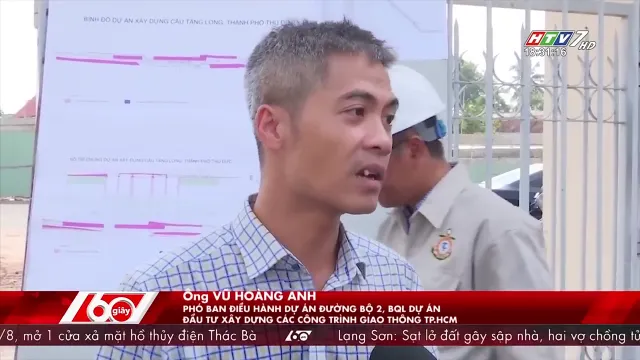 BÌNH ĐỒ DỰ ÁN XÂY DỰNG CẦU TĂNG LONG, THÀNH PHỐ THỦ
HTV7 HD
18:31:16
60 giây
Ông VŨ HOÀNG ANH
PHÓ BAN ĐIỀU HÀNH DỰ ÁN ĐƯỜNG BỘ 2, BQL DỰ ÁN
ĐẦU TƯ XÂY DỰNG CÁC CÔNG TRÌNH GIAO THÔNG TP.HCM
/8, mở 1 cửa xả mặt hồ thủy điện Thác Bà Lạng Sơn: Sạt lở đất gây sập nhà, hai vợ chồng tử